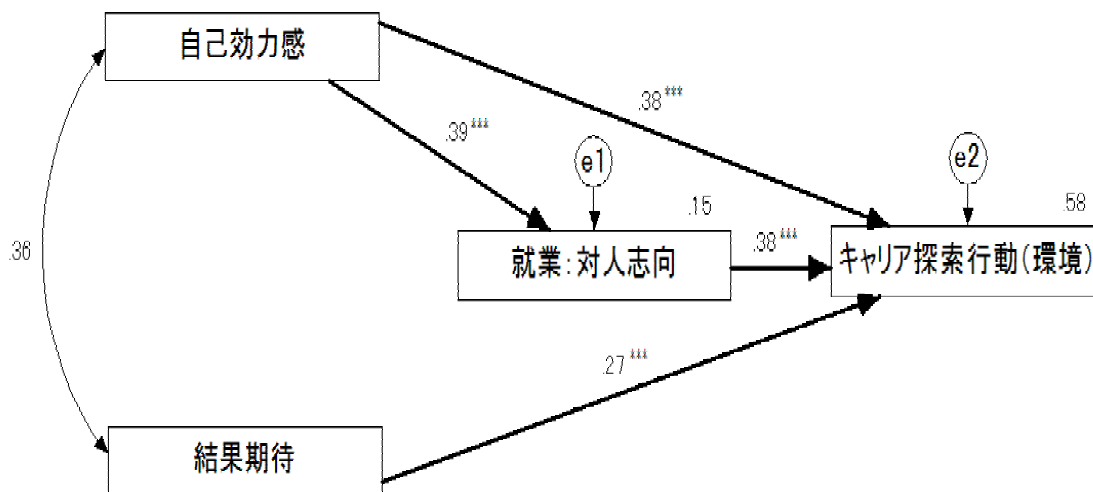 自己効力感
.38***
.39***
e1
e2
.15
.58
.36
.38***
就業:対人志向
キャリア探索行動(環境)
.27***
結果期待